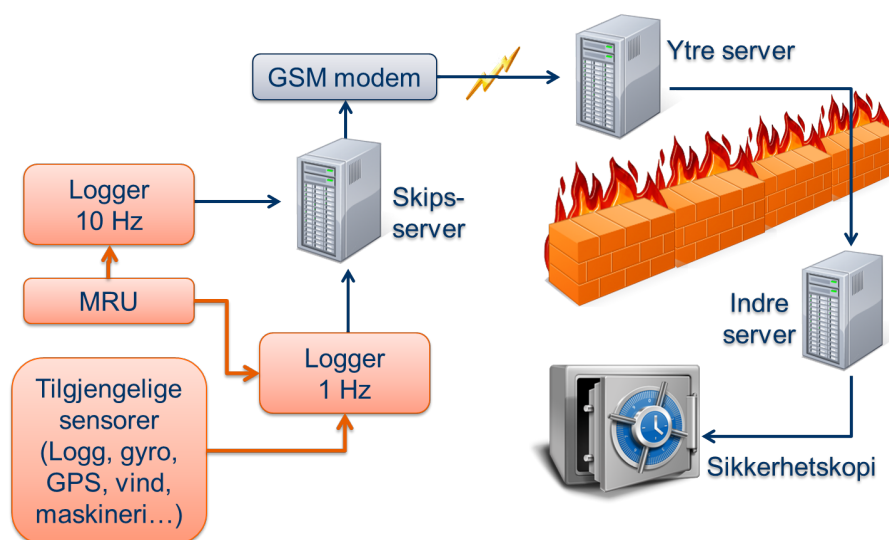 GSM modem
Ytre server
Logger
10 Hz
Skips-
server
MRU
Indre
server
Logger
1 Hz
Tilgjengelige
sensorer
(Logg, gyro,
GPS, vind,
maskineri...)
Sikkerhetskopi